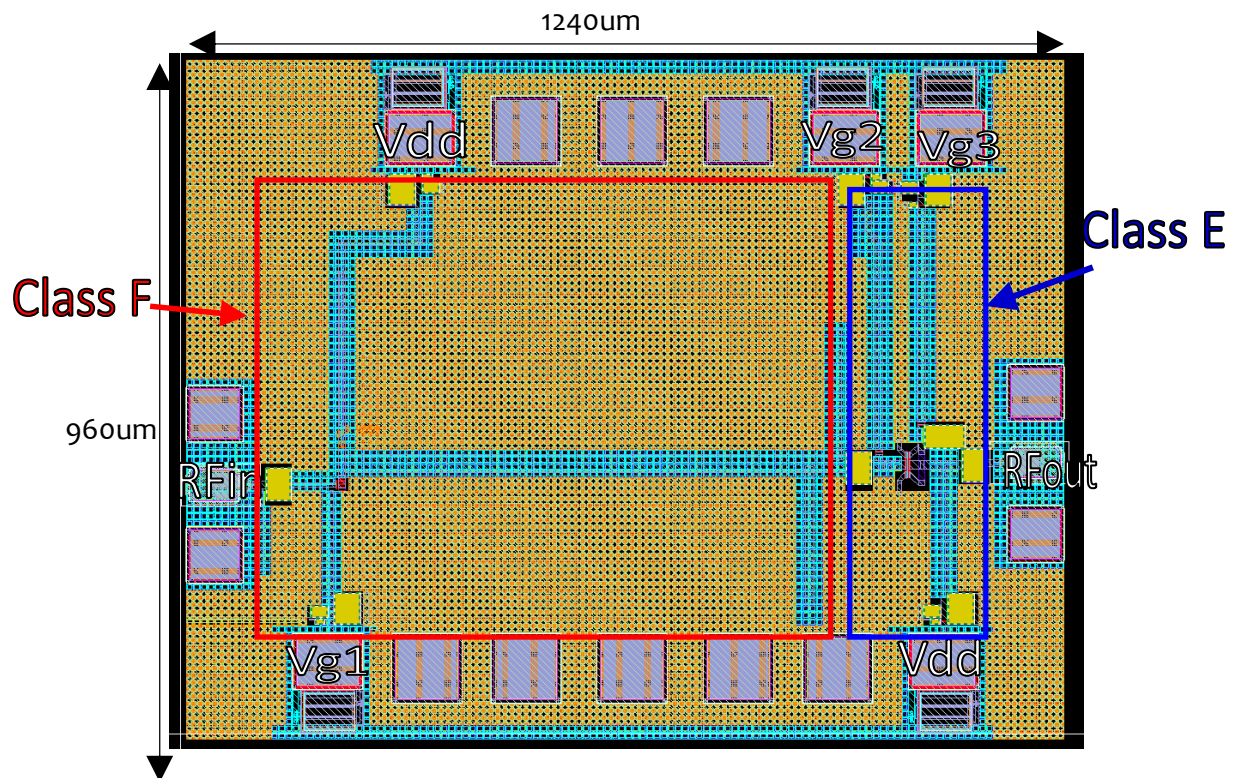 1240um
Vdd
Vg2
Vg3
Class E
Class F
960um
RFin
RFout
Vg1
Vdd